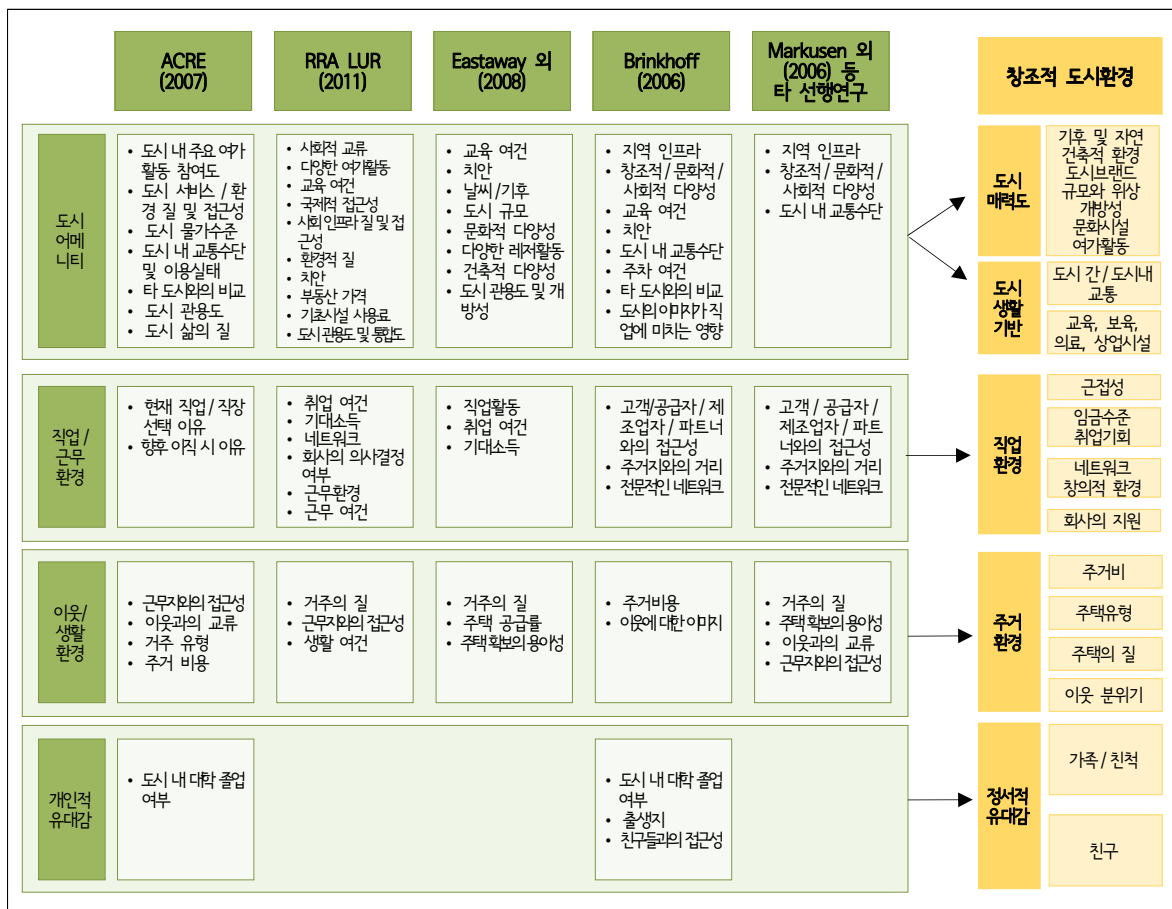 ACRE
(2007)
RRA LUR
(2011)
Eastaway 외
(2008)
Brinkhoff
(2006)
Markusen 외
(2006) 등
타 선행연구
창조적 도시환경
도시
어메
니티
• 도시 내 주요 여가
활동 참여도
• 도시 서비스 / 환
경 질 및 접근성
• 도시 물가수준
• 도시 내 교통수단
및 이용실태
• 타 도시와의 비교
• 도시 관용도
• 도시 삶의 질
• 사회적 교류
• 다양한 여가활동
• 교육 여건
• 국제적 접근성
• 사회 인프라 질 및 접
근성
• 환경적 질
• 치안
• 부동산 가격
• 기초시설 사용료
• 도시 관용도 및 통합도
• 교육 여건
• 치안
• 날씨 / 기후
• 도시 규모
• 문화적 다양성
• 다양한 레저활동
• 건축적 다양성
• 도시 관용도 및 개
방성
• 지역 인프라
• 창조적 / 문화적 /
사회적 다양성
• 교육 여건
• 치안
• 도시 내 교통수단
• 주차 여건
• 타 도시와의 비교
• 도시의 이미지가 직
업에 미치는 영향
• 지역 인프라
• 창조적 / 문화적 /
사회적 다양성
• 도시 내 교통수단
도시
매력도
기후 및 자연
건축적 환경
도시브랜드
규모와 위상
개방성
문화시설
여가활동
도시
생활
기반
도시 간 / 도시내
교통
교육, 보육,
의료, 상업시설
직업 /
근무
환경
• 현재 직업 / 직장
선택 이유
• 향후 이직 시 이유
• 취업 여건
• 기대소득
• 네트워크
• 회사의 의사결정
여부
• 근무환경
• 근무 여건
• 직업활동
• 취업 여건
• 기대소득
• 고객/공급자 / 제
조업자 / 파트너
와의 접근성
• 주거지와의 거리
• 전문적인 네트워크
• 고객 / 공급자 /
제조업자 / 파트
너와의 접근성
• 주거지와의 거리
• 전문적인 네트워크
직업
환경
근접성
임금수준
취업기회
네트워크
창의적 환경
회사의 지원
이웃/
생활
환경
• 근무지와의 접근성
• 이웃과의 교류
• 거주 유형
• 주거 비용
• 거주의 질
• 근무지와의 접근성
• 생활 여건
• 거주의 질
• 주택 공급률
• 주택 확보의 용이성
• 주거비용
• 이웃에 대한 이미지
• 거주의 질
• 주택 확보의 용이성
• 이웃과의 교류
• 근무지와의 접근성
주거
환경
주거비
주택유형
주택의 질
이웃 분위기
개인적
유대감
• 도시 내 대학 졸업
여부
• 도시 내 대학 졸업
여부
• 출생지
• 친구들과의 접근성
정서적
유대감
가족 / 친척
친구